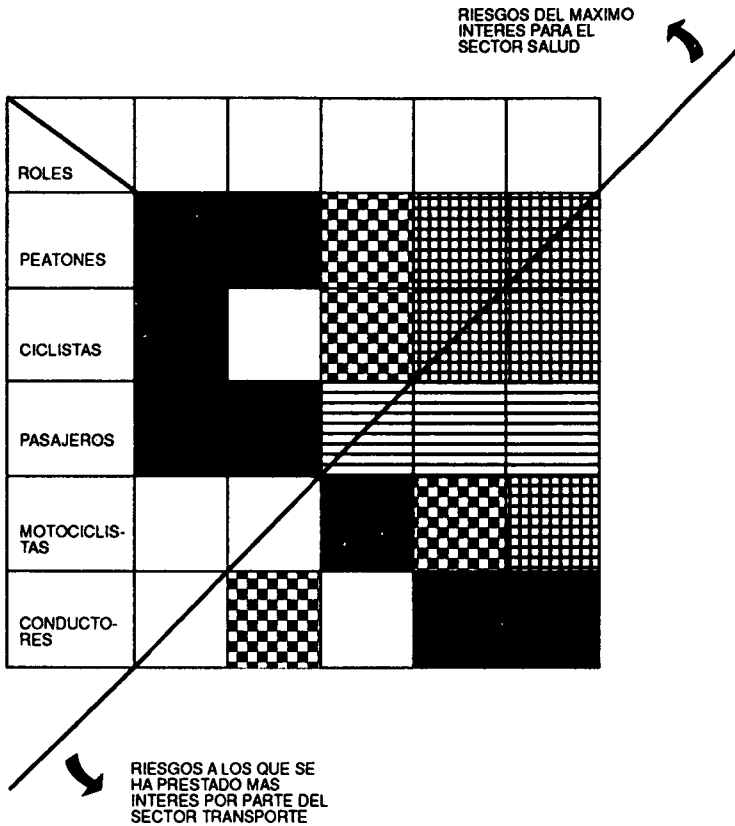 RIESGOS DEL MAXIMO
INTERES PARA EL
SECTOR SALUD
ROLES
PEATONES
CICLISTAS
PASAJEROS
MOTOCICLIS-
TAS
CONDUCTO-
RES
RIESGOS A LOS QUE SE
HA PRESTADO MAS
INTERES POR PARTE DEL
SECTOR TRANSPORTE